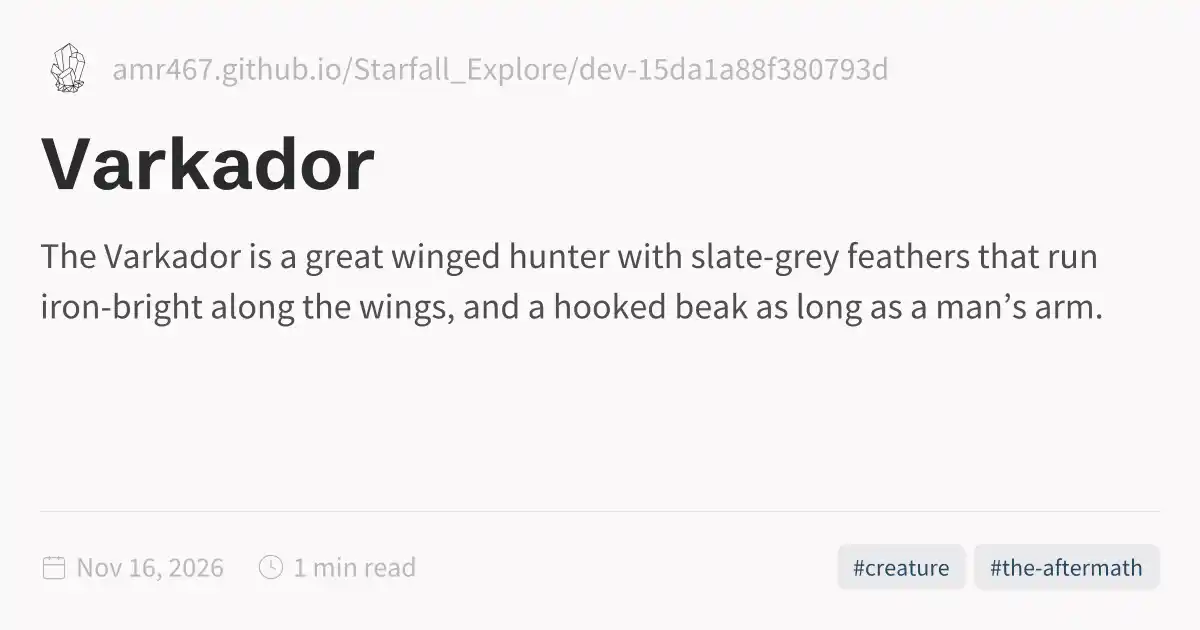 amr467.github.io/Starfall_Explore/dev-15da1a88f380793d
Varkador
The Varkador is a great winged hunter with slate-grey feathers that run
iron-bright along the wings, and a hooked beak as long as a man’s arm.
Nov 16, 2026 1 min read #creature #the-aftermath